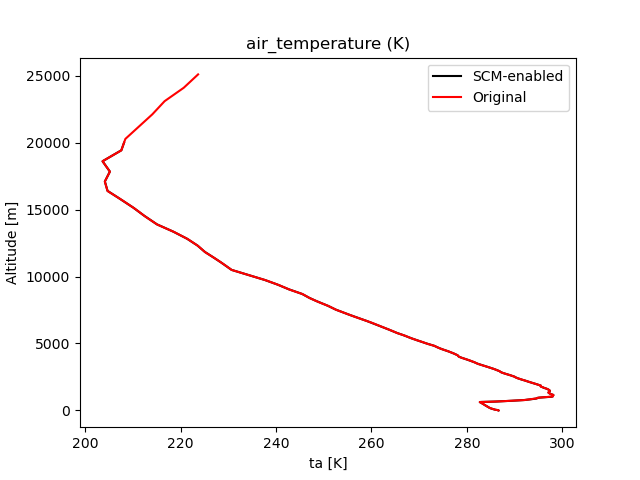 air_temperature (K)
SCM-enabled
Original
25000
20000
15000
10000
5000
0
Altitude [m]
200 220 240 260 280 300
ta [K]